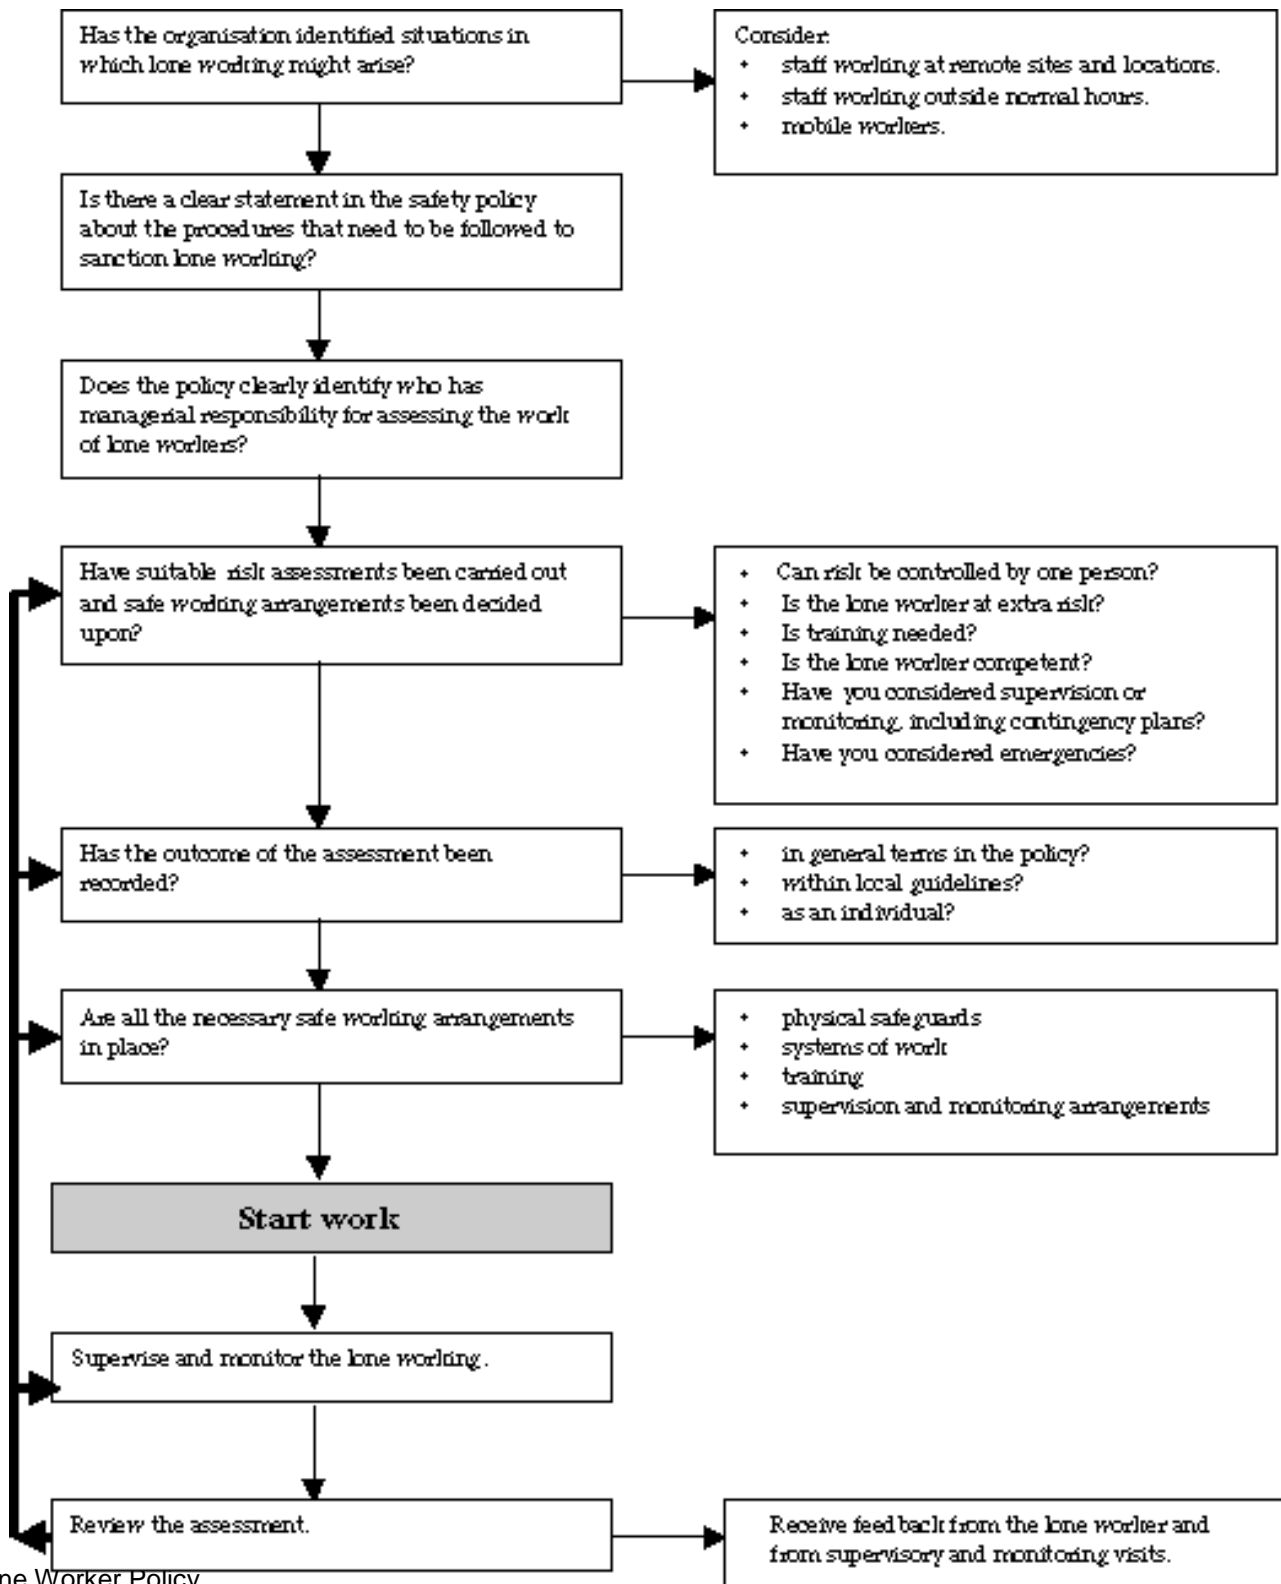 Has the organisation identified situations in
which lone working might arise?
Consider:
• staff working at remote sites and locations.
• staff working outside normal hours.
• mobile workers.
Is there a clear statement in the safety policy
about the procedures that need to be followed to
sanction lone working?
Does the policy clearly identify who has
managerial responsibility for assessing the work
of lone workers?
Have suitable risk assessments been carried out
and safe working arrangements been decided
upon?
• Can risk be controlled by one person?
• Is the lone worker at extra risk?
• Is training needed?
• Is the lone worker competent?
• Have you considered supervision or
monitoring, including contingency plans?
• Have you considered emergencies?
Has the outcome of the assessment been
recorded?
• in general terms in the policy?
• within local guidelines?
• as an individual?
Are all the necessary safe working arrangements
in place?
• physical safeguards
• systems of work
• training
• supervision and monitoring arrangements
Start work
Supervise and monitor the lone working.
Review the assessment.
Receive feedback from the lone worker and
from supervisory and monitoring visits.
ne Worker Policy